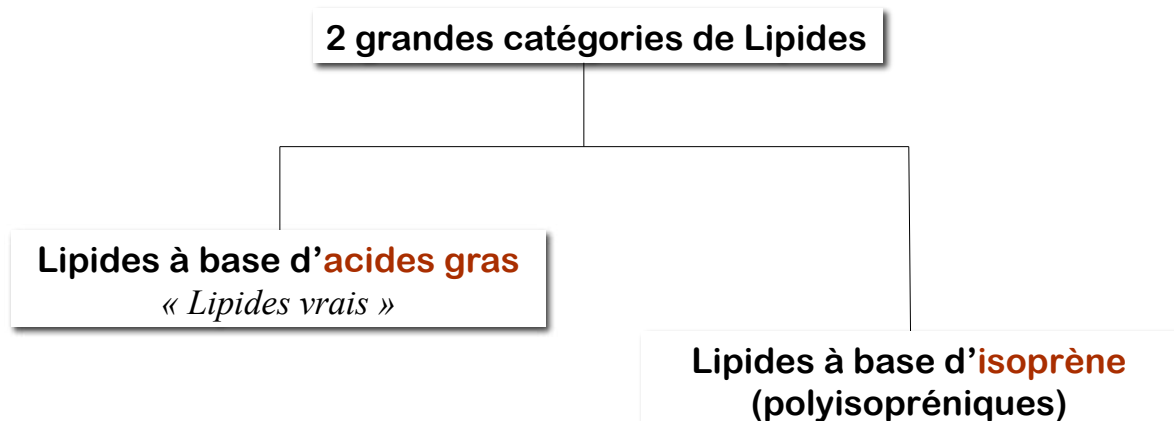 2 grandes catégories de Lipides
Lipides à base d’acides gras
« Lipides vrais »
Lipides à base d’isoprène
(polyisopréniques)